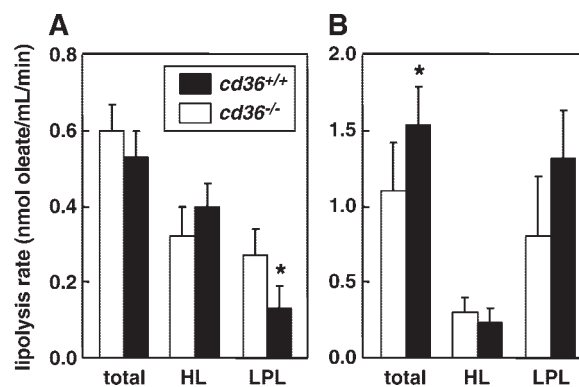 A
B
lipolysis rate (nmol oleate/mL/min)
0.8
0.6
0.4
0.2
0.0
cd36+/+
cd36-/-
*
total
HL
LPL
2.0
1.5
1.0
0.5
0.0
*
total
HL
LPL